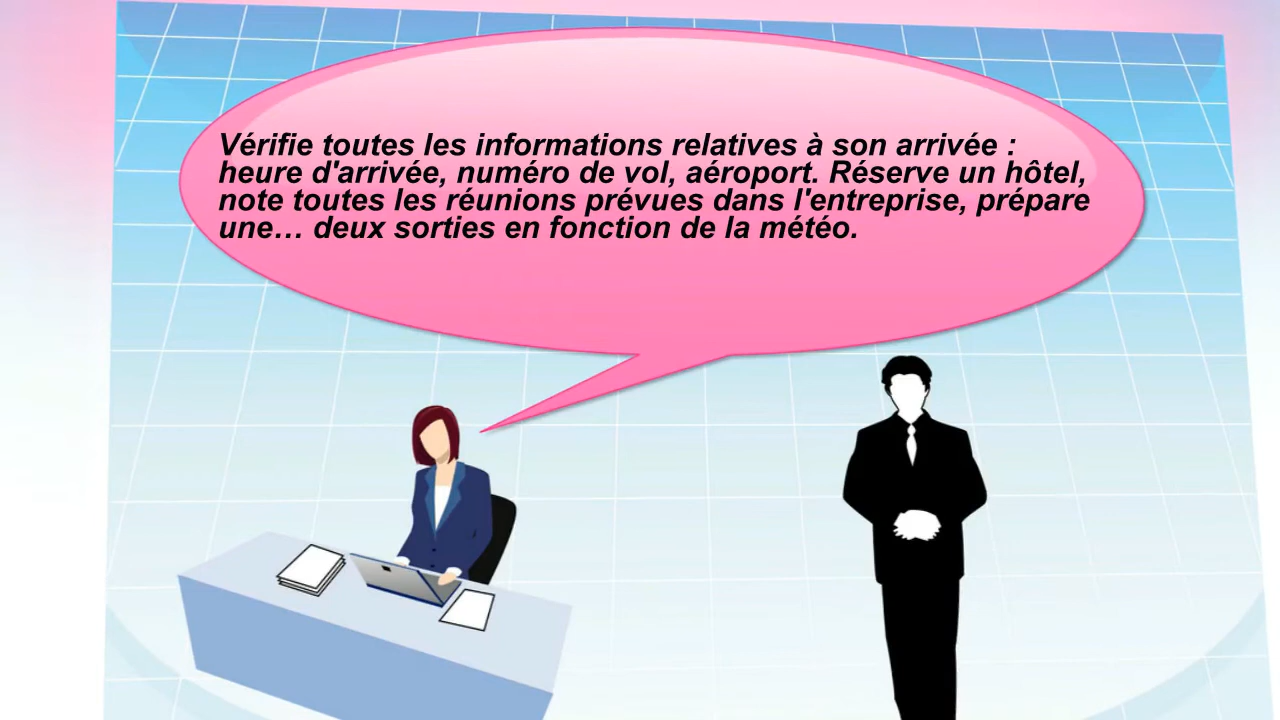 Vérifie toutes les informations relatives à son arrivée :
heure d'arrivée, numéro de vol, aéroport. Réserve un hôtel,
note toutes les réunions prévues dans l'entreprise, prépare
une… deux sorties en fonction de la météo.